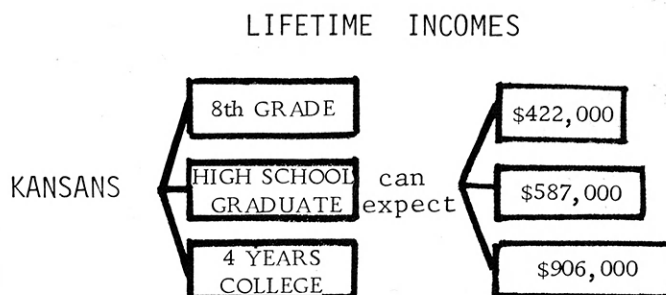 LIFETIME INCOMES
8th GRADE
$422,000
KANSANS
HIGH SCHOOL
GRADUATE
can
expect
$587,000
4 YEARS
COLLEGE
$906,000